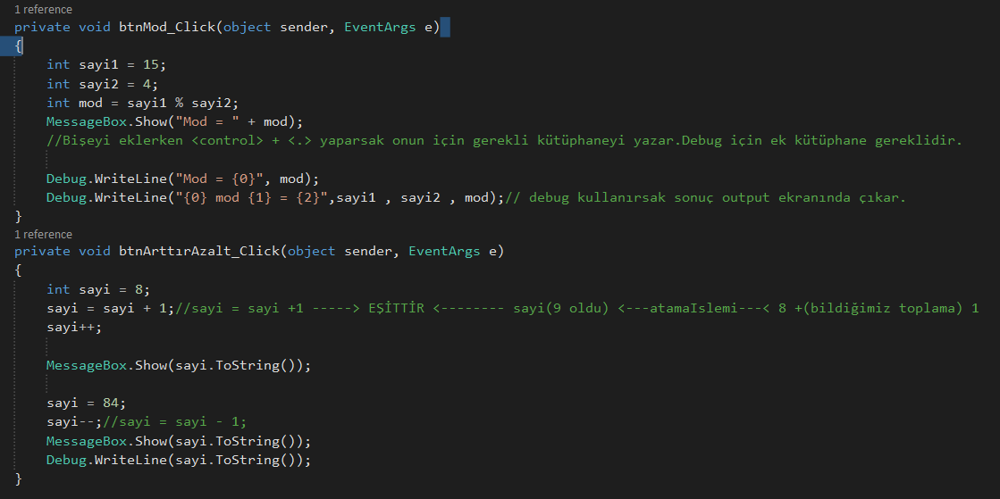 1 reference
private void btnMod_Click(object sender, EventArgs e)
{
int sayi1 = 15;
int sayi2 = 4;
int mod = sayi1 % sayi2;
MessageBox.Show("Mod = " + mod);
//Bişeyi eklerken <control> + <.> yaparsak onun için gerekli kütüphaneyi yazar.Debug için ek kütüphane gereklidir.
Debug.WriteLine("Mod = {0}", mod);
Debug.WriteLine("{0} mod {1} = {2}",sayi1 , sayi2 , mod);// debug kullanırsak sonuç output ekranında çıkar.
}
1 reference
private void btnArttırAzalt_Click(object sender, EventArgs e)
{
int sayi = 8;
sayi = sayi + 1;//sayi = sayi +1 -----> EŞİTTİR <-------- sayi(9 oldu) <---atamaIslemi---< 8 +(bildiğimiz toplama) 1
sayi++;
MessageBox.Show(sayi.ToString());
sayi = 84;
sayi--;//sayi = sayi - 1;
MessageBox.Show(sayi.ToString());
Debug.WriteLine(sayi.ToString());
}